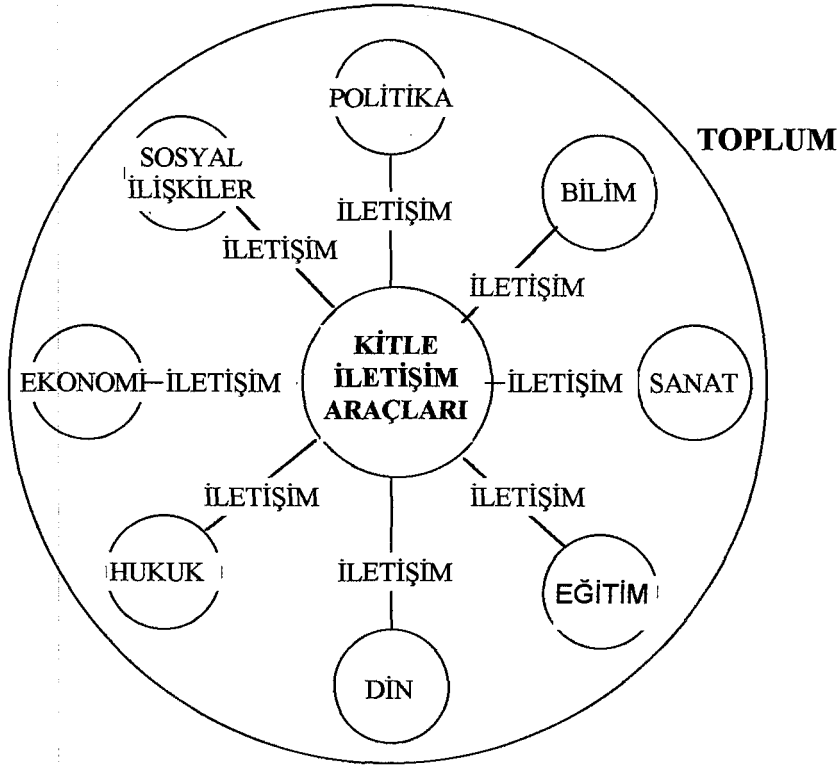 POLİTİKA
TOPLUM
SOSYAL
İLİŞKİLER
BİLİM
İLETİŞİM
İLETİŞİM
İLETİŞİM
KİTLE
İLETİŞİM
ARAÇLARI
EKONOMİ
İLETİŞİM
İLETİŞİM
SANAT
İLETİŞİM
İLETİŞİM
HUKUK
İLETİŞİM
EĞİTİM
DİN